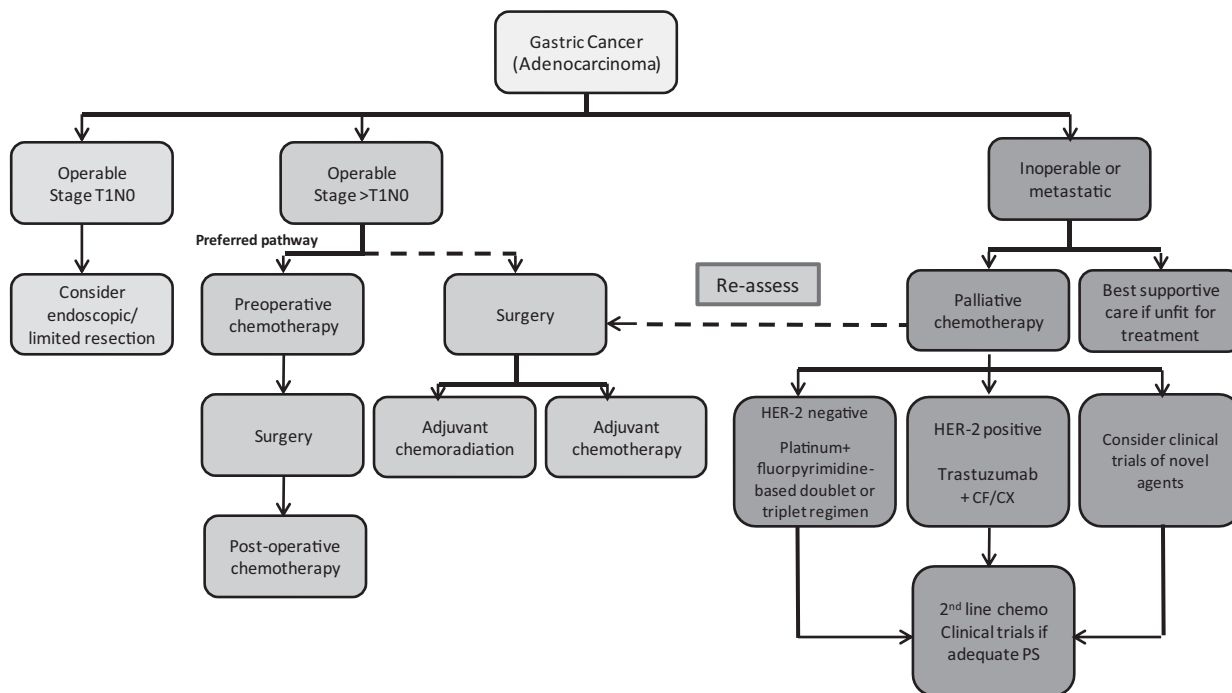 Gastric Cancer
(Adenocarcinoma)
Operable
Stage T1N0
Operable
Stage >T1N0
Inoperable or
metastatic
Preferred pathway
Consider
endoscopic/
limited resection
Preoperative
chemotherapy
Surgery
Re-assess
Palliative
chemotherapy
Best supportive
care if unfit for
treatment
Surgery
Adjuvant
chemoradiation
Adjuvant
chemotherapy
HER-2 negative
Platinum+
fluorpyrimidine-
based doublet or
triplet regimen
HER-2 positive
Trastuzumab
+ CF/CX
Consider clinical
trials of novel
agents
Post-operative
chemotherapy
2nd line chemo
Clinical trials if
adequate PS